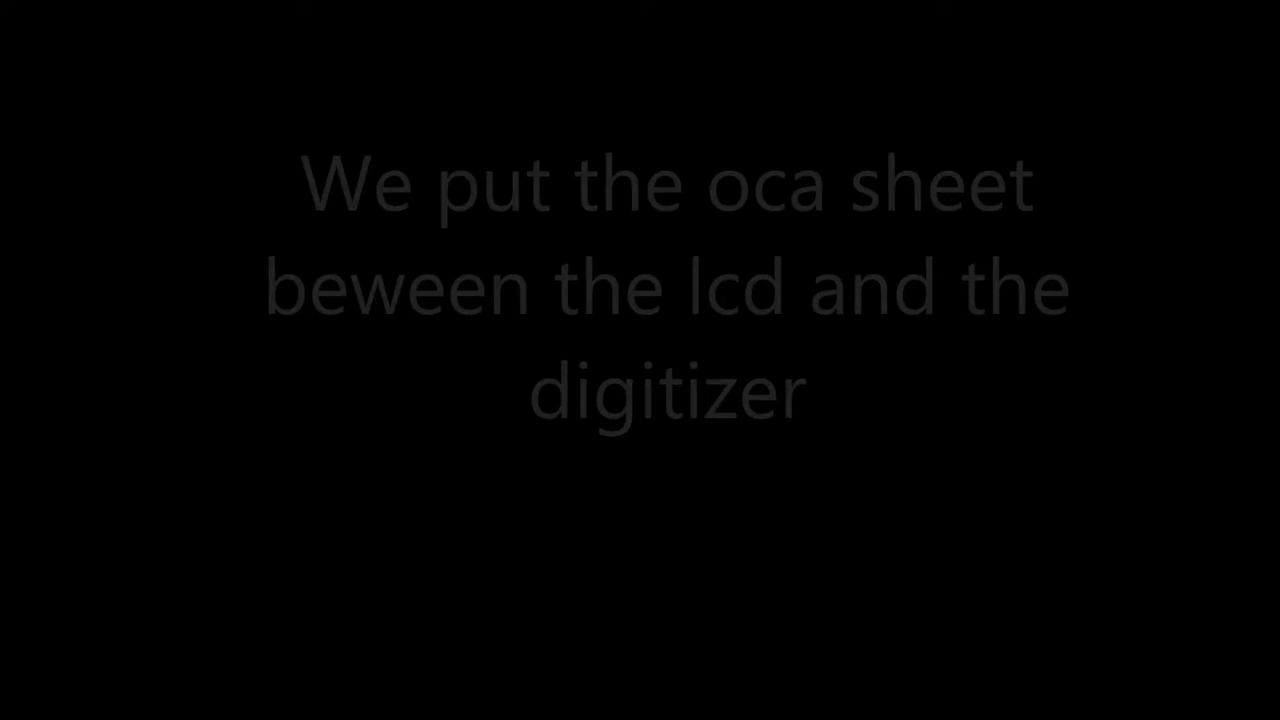 We put the oca sheet
beween the lcd and the
digitizer